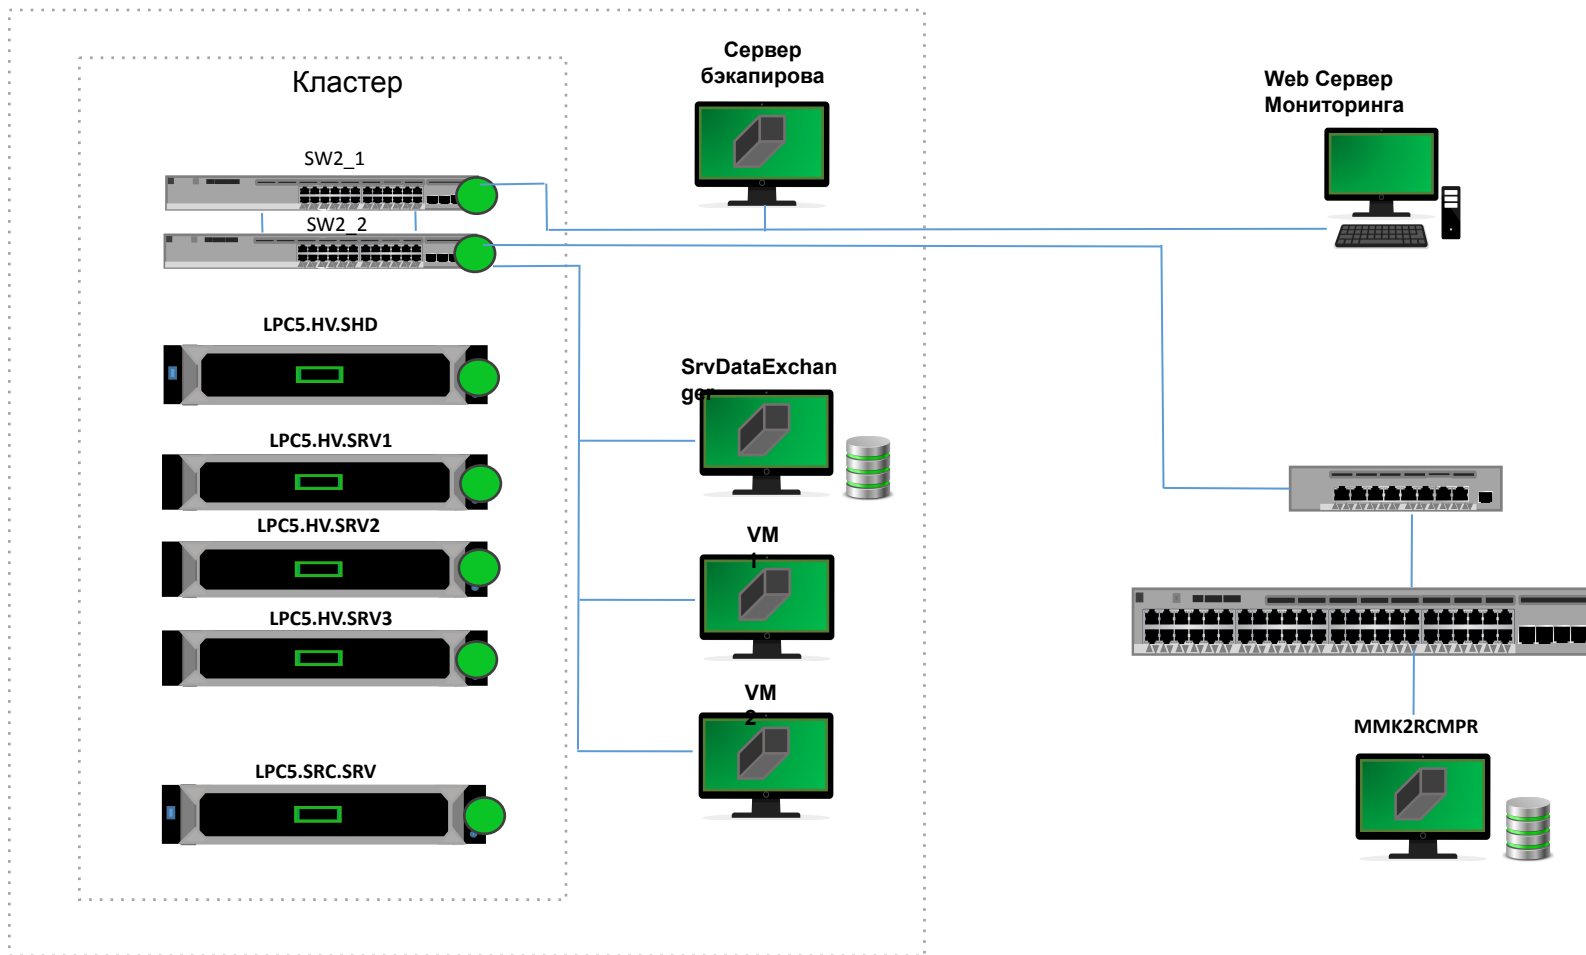 Кластер
SW2_1
SW2_2
LPC5.HV.SHD
LPC5.HV.SRV1
LPC5.HV.SRV2
LPC5.HV.SRV3
LPC5.SRC.SRV
Сервер
бэкапирова
SrvDataExchan
ger
VM
1
VM
2
Web Сервер
Мониторинга
MMK2RCMPR